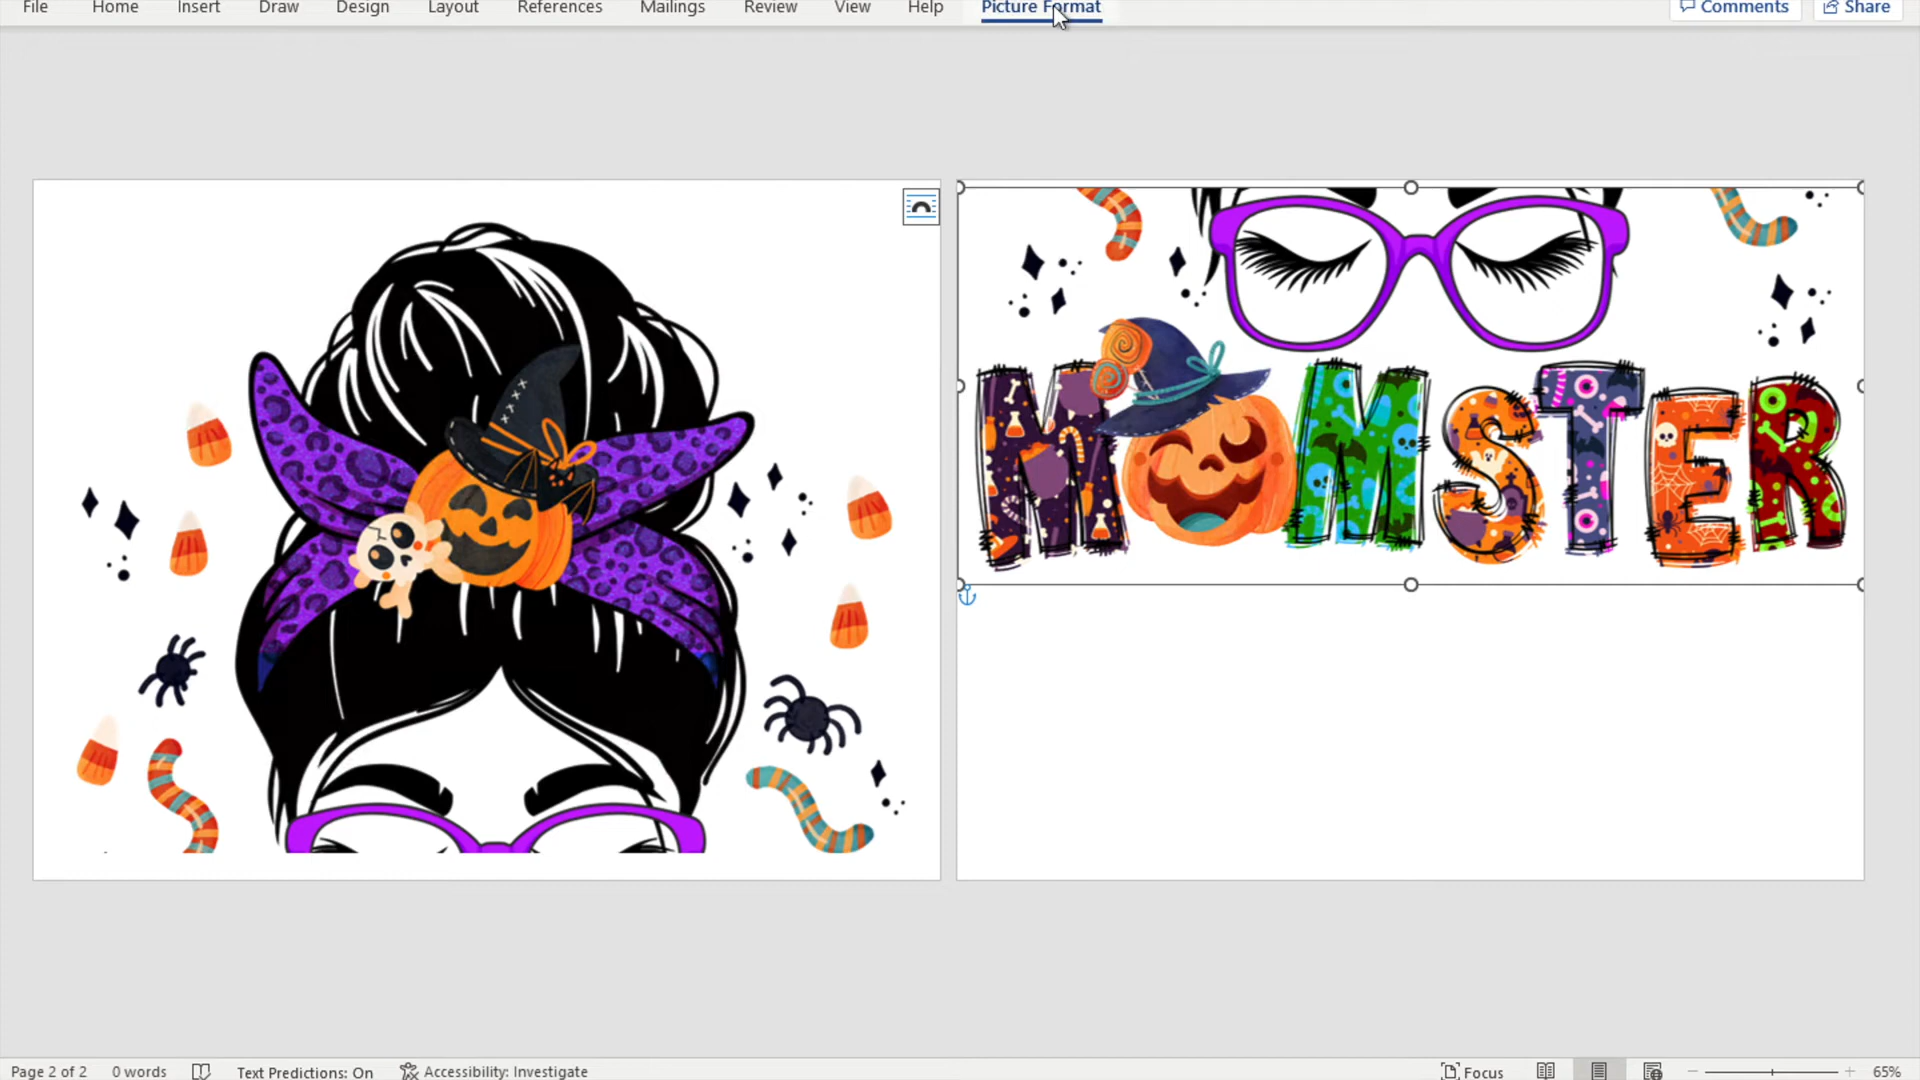 File Home Insert Draw Design Layout References Mailings Review View Help Picture Format Comments Share
M MSTER
Page 2 of 2 0 words Text Predictions: On Accessibility: Investigate Focus 65%